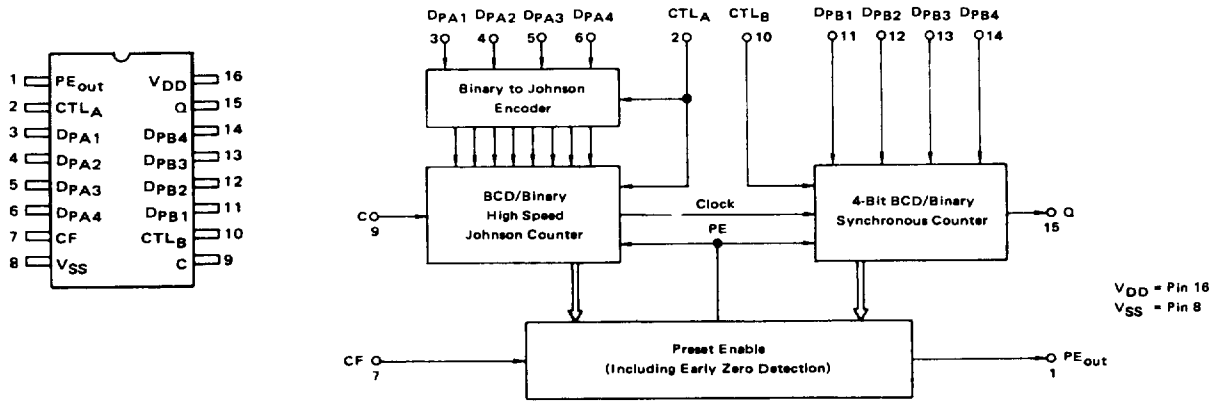 1 PEout VDD 16
2 CTLA Q 15
3 DPA1 DPB4 14
4 DPA2 DPB3 13
5 DPA3 DPB2 12
6 DPA4 DPB1 11
7 CF CTLB 10
8 VSS C 9
DPA1 DPA2 DPA3 DPA4 CTLA CTLB DPB1 DPB2 DPB3 DPB4
3 4 5 6 2 10 11 12 13 14
Binary to Johnson
Encoder
BCD/Binary
High Speed
Johnson Counter
C
9
Clock
PE
4-Bit BCD/Binary
Synchronous Counter
Q
15
VDD = Pin 16
VSS = Pin 8
CF
7
Preset Enable
(Including Early Zero Detection)
PEout
1